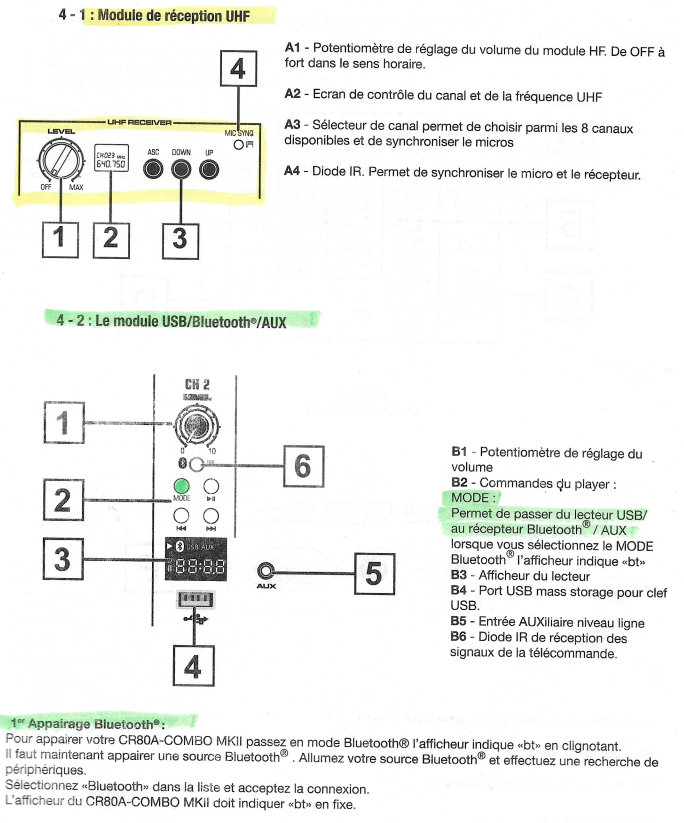 4 - 1 : Module de réception UHF
A1 - Potentiomètre de réglage du volume du module HF. De OFF à
fort dans le sens horaire.
A2 - Ecran de contrôle du canal et de la fréquence UHF
A3 - Sélecteur de canal permet de choisir parmi les 8 canaux
disponibles et de synchroniser le micros
A4 - Diode IR. Permet de synchroniser le micro et le récepteur.
4
UHF RECEIVER
LEVEL
MIC SYNQ
IR
CH023 MHz
640.750
ASC DOWN UP
OFF MAX
1 2 3
4 - 2 : Le module USB/Bluetooth®/AUX
CH 2
1
0 10
6
2
MODE
3
USB AUX
88:88
AUX
5
4
B1 - Potentiomètre de réglage du
volume
B2 - Commandes du player :
MODE :
Permet de passer du lecteur USB/
au récepteur Bluetooth® / AUX
lorsque vous sélectionnez le MODE
Bluetooth® l'afficheur indique «bt»
B3 - Afficheur du lecteur
B4 - Port USB mass storage pour clef
USB.
B5 - Entrée AUXiliaire niveau ligne
B6 - Diode IR de réception des
signaux de la télécommande.
1er Appairage Bluetooth® :
Pour appairer votre CR80A-COMBO MKII passez en mode Bluetooth® l'afficheur indique «bt» en clignotant.
Il faut maintenant appairer une source Bluetooth® . Allumez votre source Bluetooth® et effectuez une recherche de
périphériques.
Sélectionnez «Bluetooth» dans la liste et acceptez la connexion.
L'afficheur du CR80A-COMBO MKII doit indiquer «bt» en fixe.